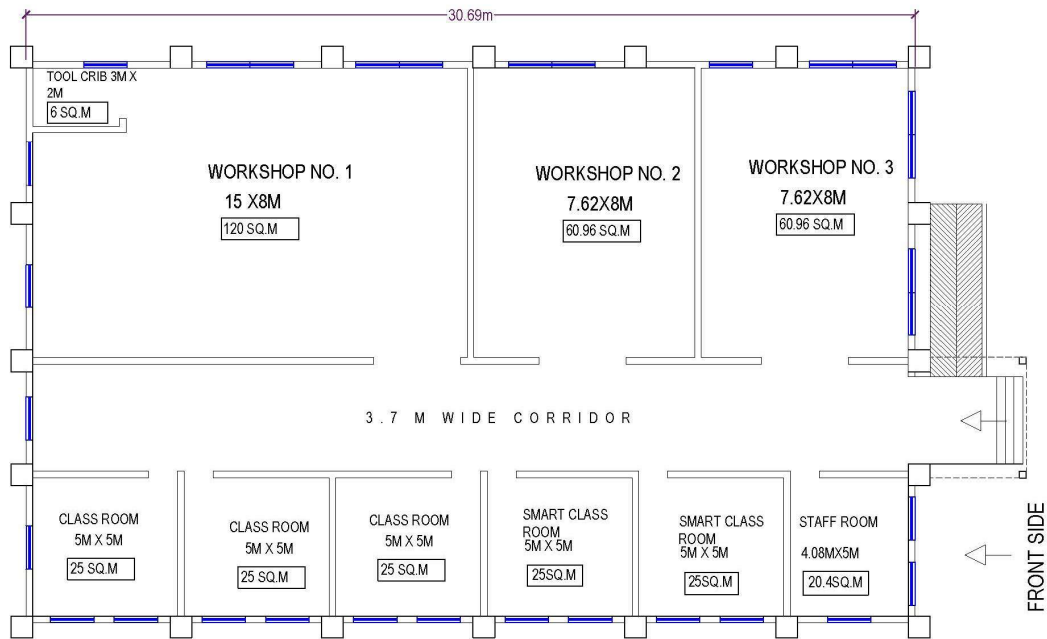 30.69m
TOOL CRIB 3M X
2M
6 SQ.M
WORKSHOP NO. 1
15 X8M
120 SQ.M
WORKSHOP NO. 2
7.62X8M
60.96 SQ.M
WORKSHOP NO. 3
7.62X8M
60.96 SQ.M
3.7 M WIDE CORRIDOR
CLASS ROOM
5M X 5M
25 SQ.M
CLASS ROOM
5M X 5M
25 SQ.M
CLASS ROOM
5M X 5M
25 SQ.M
SMART CLASS
ROOM
5M X 5M
25SQ.M
SMART CLASS
ROOM
5M X 5M
25SQ.M
STAFF ROOM
4.08MX5M
20.4SQ.M
FRONT SIDE